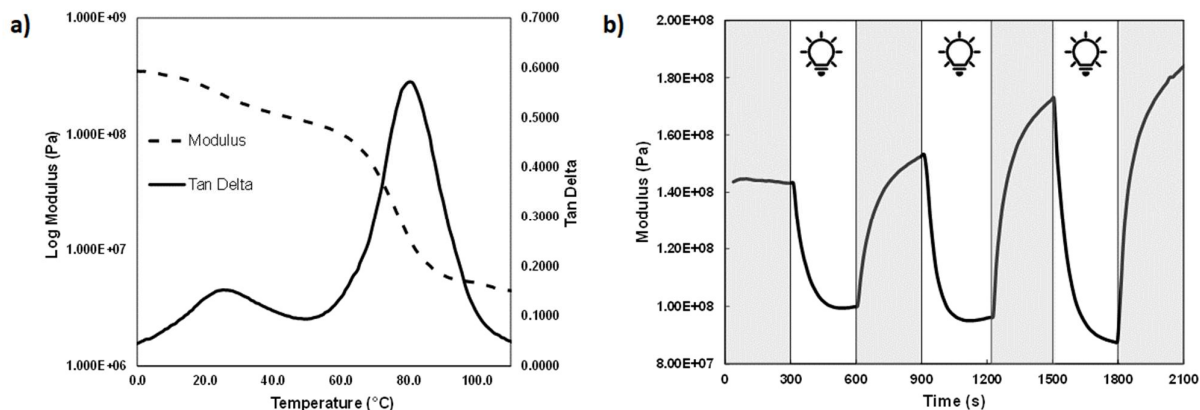 a)
1.000E+09
1.000E+08
1.000E+07
1.000E+06
Log Modulus (Pa)
Modulus
Tan Delta
0.7000
0.6000
0.5000
0.4000
0.3000
0.2000
0.1000
0.0000
Tan Delta
0.0 20.0 40.0 60.0 80.0 100.0
Temperature (°C)
b)
2.00E+08
1.80E+08
1.60E+08
1.40E+08
1.20E+08
1.00E+08
8.00E+07
Modulus (Pa)
0 300 600 900 1200 1500 1800 2100
Time (s)